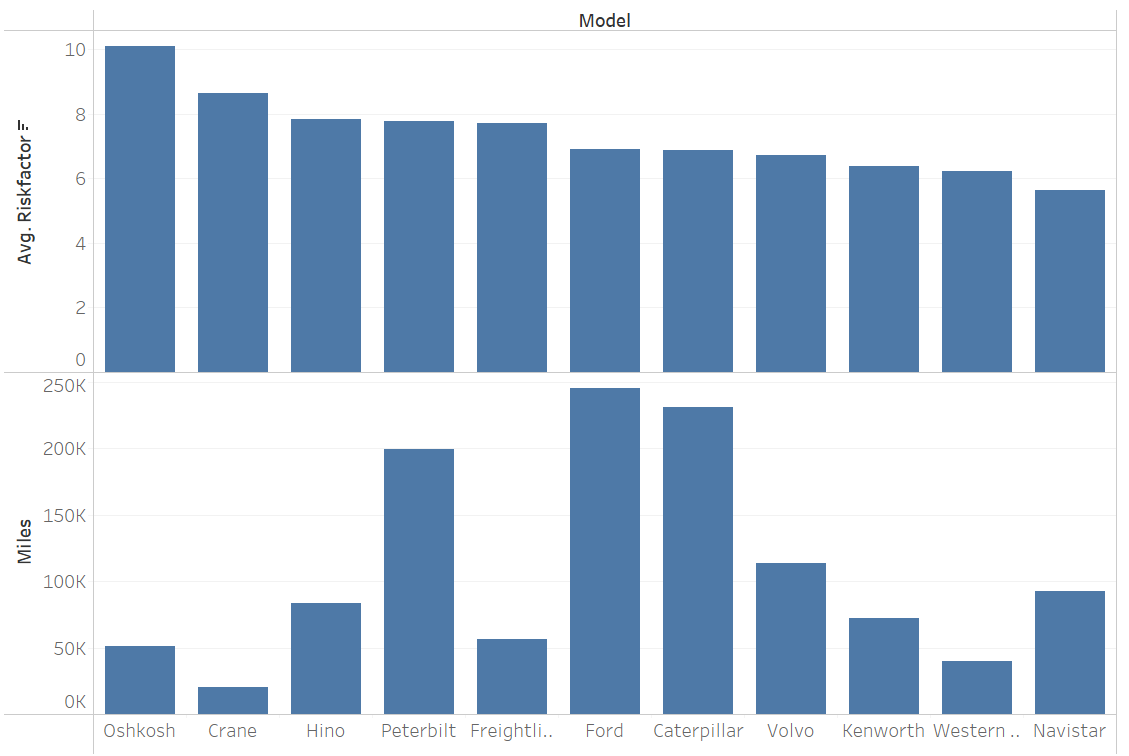 Model
Avg. Riskfactor
10
8
6
4
2
0
Miles
250K
200K
150K
100K
50K
0K
Oshkosh Crane Hino Peterbilt Freightli.. Ford Caterpillar Volvo Kenworth Western .. Navistar